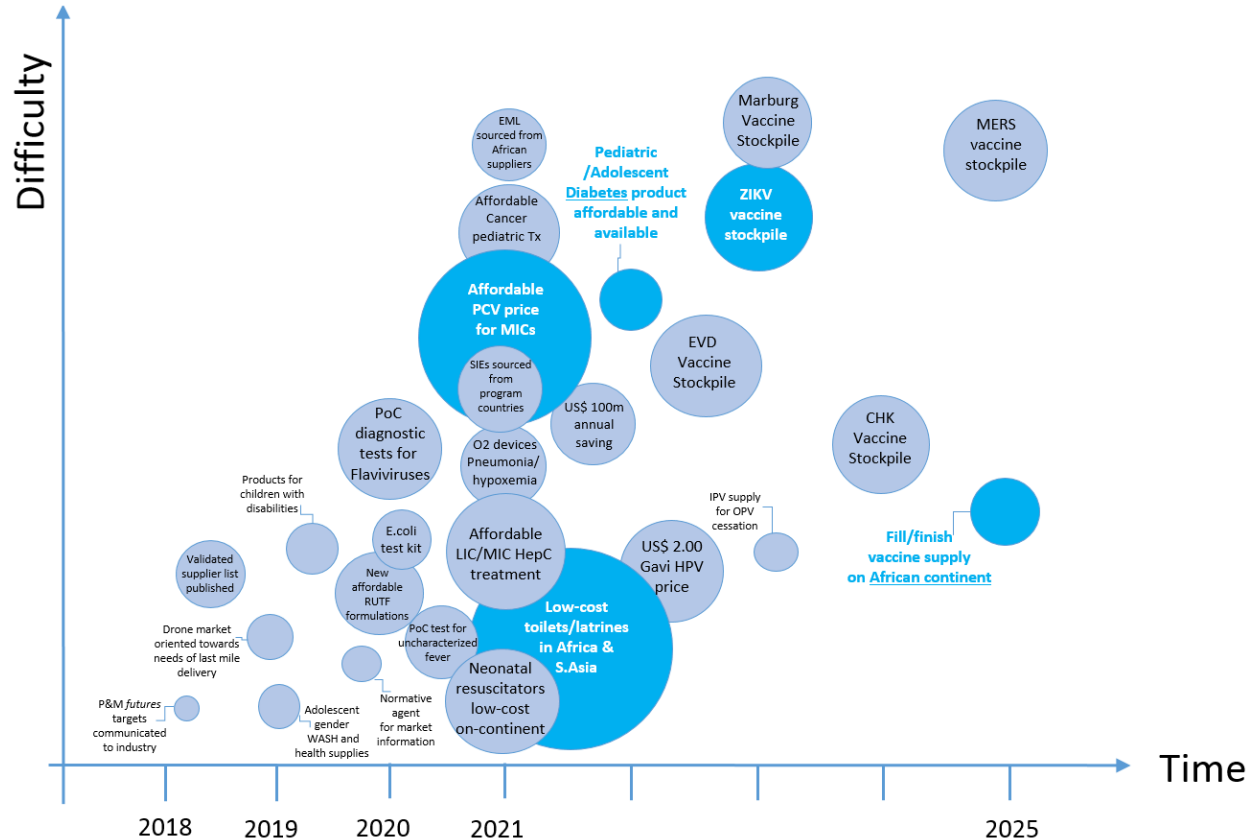 Difficulty
EML
sourced from
African
suppliers
Affordable
Cancer
pediatric Tx
Pediatric
/Adolescent
Diabetes product
affordable and
available
Marburg
Vaccine
Stockpile
ZIKV
vaccine
stockpile
MERS
vaccine
stockpile
Affordable
PCV price
for MICs
SIEs sourced
from
program
countries
EVD
Vaccine
Stockpile
US$ 100m
annual
saving
CHK
Vaccine
Stockpile
PoC
diagnostic
tests for
Flaviviruses
O2 devices
Pneumonia/
hypoxemia
Products for
children with
disabilities
E.coli
test kit
Affordable
LIC/MIC HepC
treatment
IPV supply
for OPV
cessation
US$ 2.00
Gavi HPV
price
Fill/finish
vaccine supply
on African continent
Validated
supplier list
published
New
affordable
RUTF
formulations
Low-cost
toilets/latrines
in Africa &
S.Asia
Drone market
oriented towards
needs of last mile
delivery
PoC test for
uncharacterized
fever
Neonatal
resuscitators
low-cost
on-continent
P&M futures
targets
communicated
to industry
Adolescent
gender
WASH and
health supplies
Normative
agent
for market
information
Time
2018
2019
2020
2021
2025